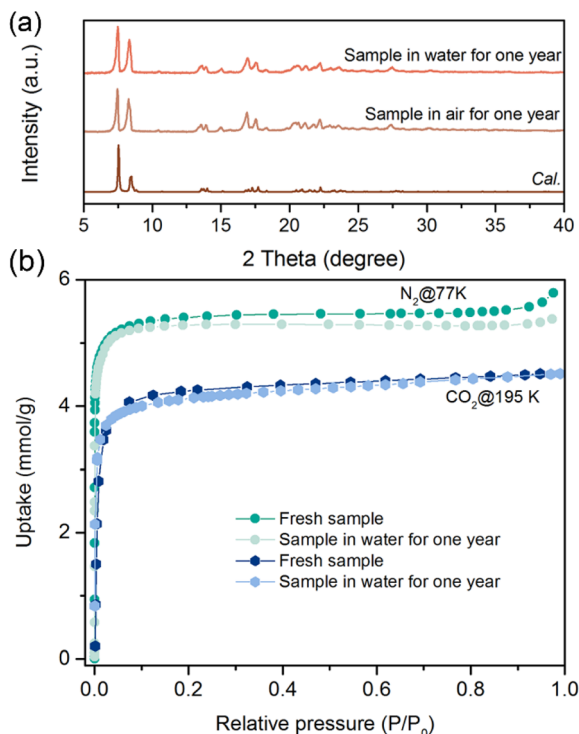 (a)
Intensity (a.u.)
Sample in water for one year
Sample in air for one year
Cal.
5 10 15 20 25 30 35 40
2 Theta (degree)
(b)
Uptake (mmol/g)
6
4
2
0
N₂@77K
CO₂@195 K
Fresh sample
Sample in water for one year
Fresh sample
Sample in water for one year
0.0 0.2 0.4 0.6 0.8 1.0
Relative pressure (P/P₀)